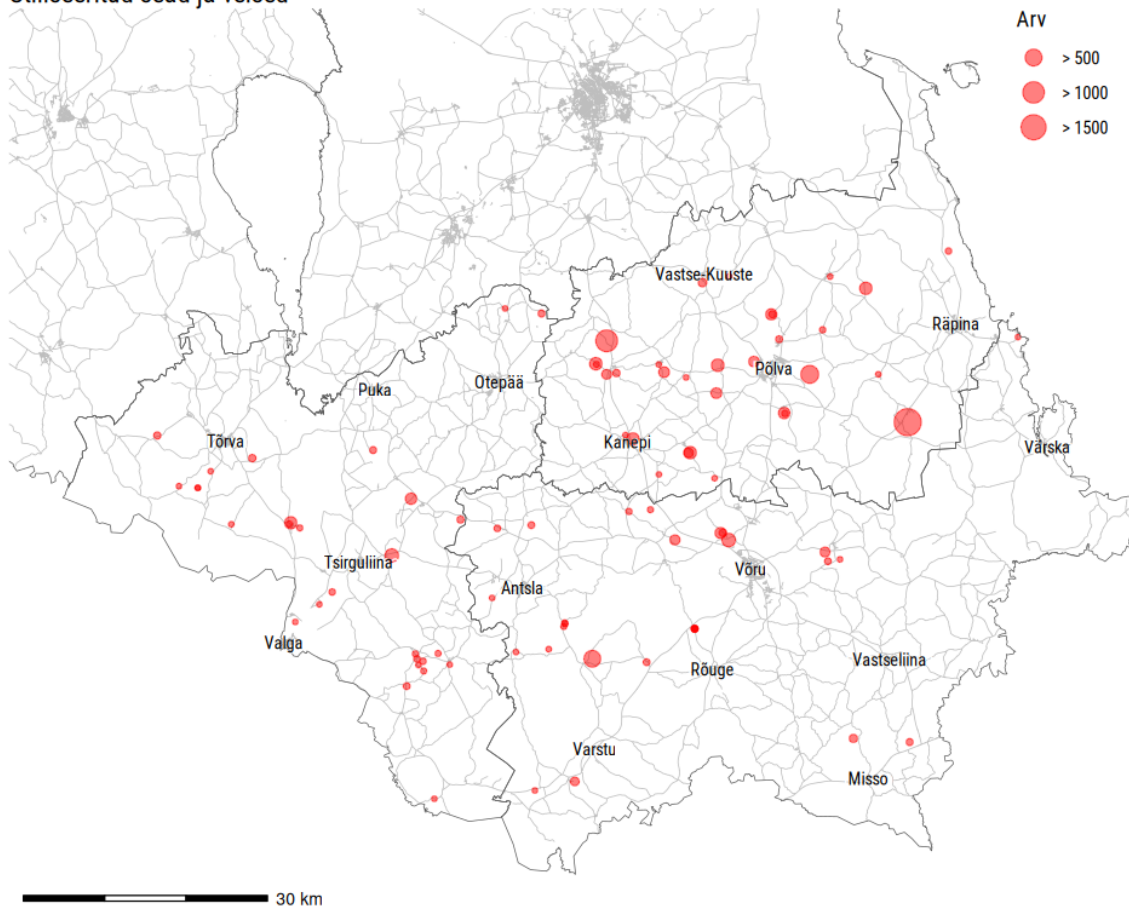 Arv
> 500
> 1000
> 1500
Vastse-Kuuste
Räpina
Põlva
Otepää
Puka
Tõrva
Kanepi
Värska
Tsirguliina
Võru
Antsla
Valga
Rõuge
Vastseliina
Varstu
Misso
30 km